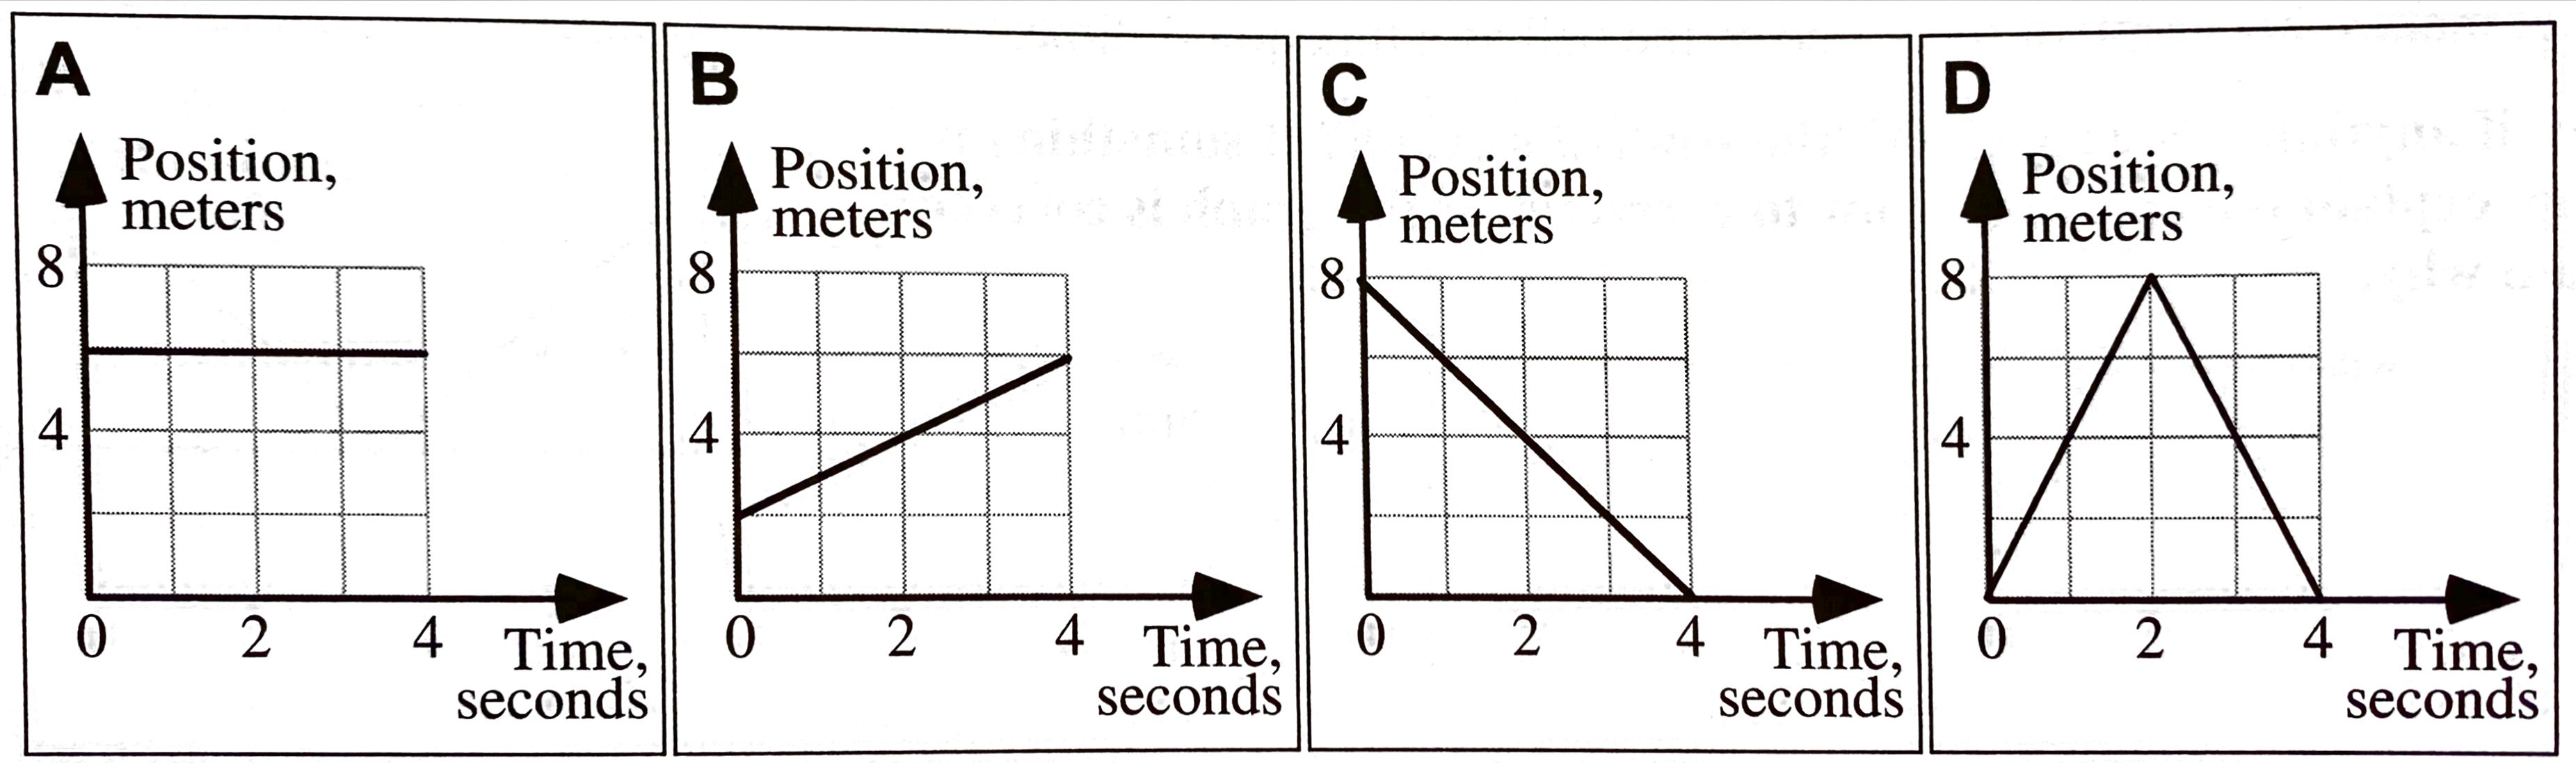 A
Position,
meters
8
4
0 2 4
Time,
seconds
B
Position,
meters
8
4
0 2 4
Time,
seconds
C
Position,
meters
8
4
0 2 4
Time,
seconds
D
Position,
meters
8
4
0 2 4
Time,
seconds